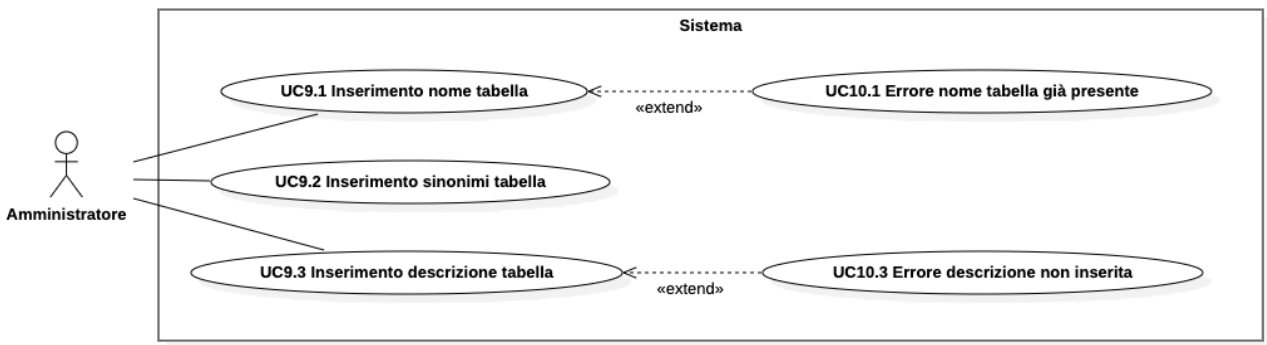 Sistema
UC9.1 Inserimento nome tabella
UC10.1 Errore nome tabella già presente
«extend»
UC9.2 Inserimento sinonimi tabella
Amministratore
UC9.3 Inserimento descrizione tabella
UC10.3 Errore descrizione non inserita
«extend»